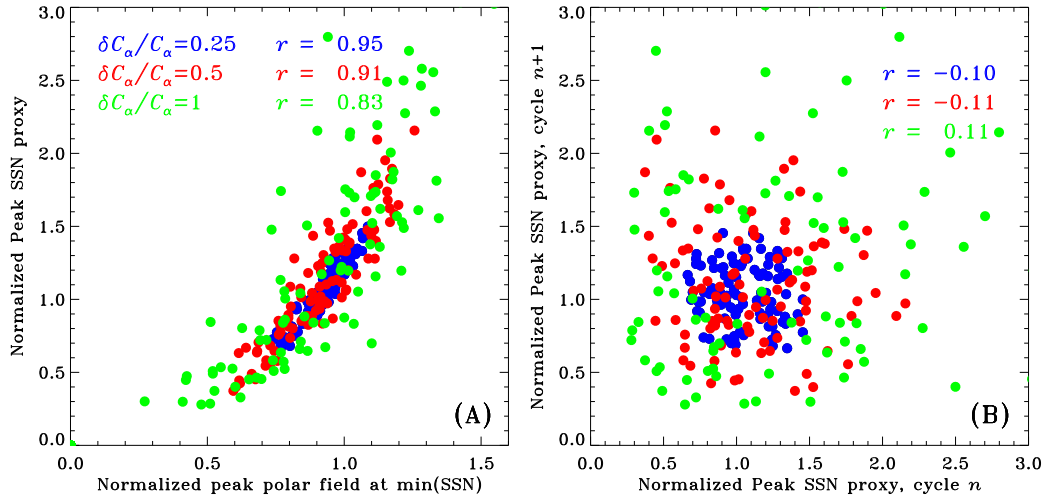 δCα/Cα=0.25 r = 0.95
δCα/Cα=0.5 r = 0.91
δCα/Cα=1 r = 0.83
(A)
Normalized Peak SSN proxy
3.0
2.5
2.0
1.5
1.0
0.5
0.0
0.0 0.5 1.0 1.5
Normalized peak polar field at min(SSN)
r = −0.10
r = −0.11
r = 0.11
(B)
Normalized Peak SSN proxy, cycle n+1
3.0
2.5
2.0
1.5
1.0
0.5
0.0
0.0 0.5 1.0 1.5 2.0 2.5 3.0
Normalized Peak SSN proxy, cycle n